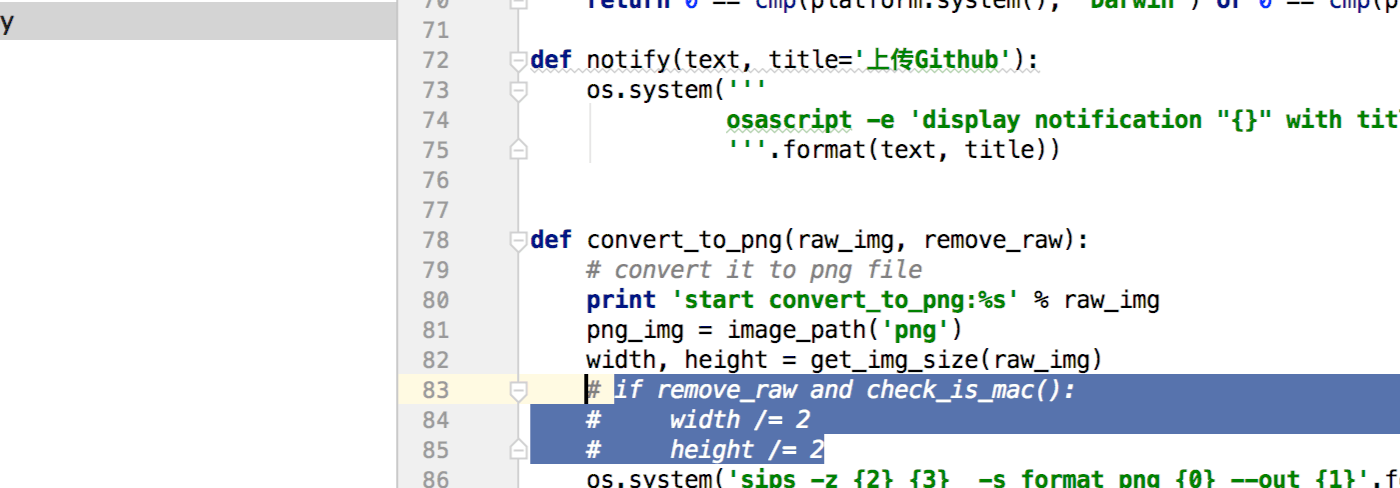 y
70 return 0 == cmp(platform.system(), 'Darwin') or 0 == cmp(p
71
72 def notify(text, title='上传Github'):
73 os.system('''
74 osascript -e 'display notification "{}" with tit
75 '''.format(text, title))
76
77
78 def convert_to_png(raw_img, remove_raw):
79 # convert it to png file
80 print 'start convert_to_png:%s' % raw_img
81 png_img = image_path('png')
82 width, height = get_img_size(raw_img)
83 # if remove_raw and check_is_mac():
84 # width /= 2
85 # height /= 2
86 os.system('sips -z {2} {3} -s format png {0} --out {1}'.f